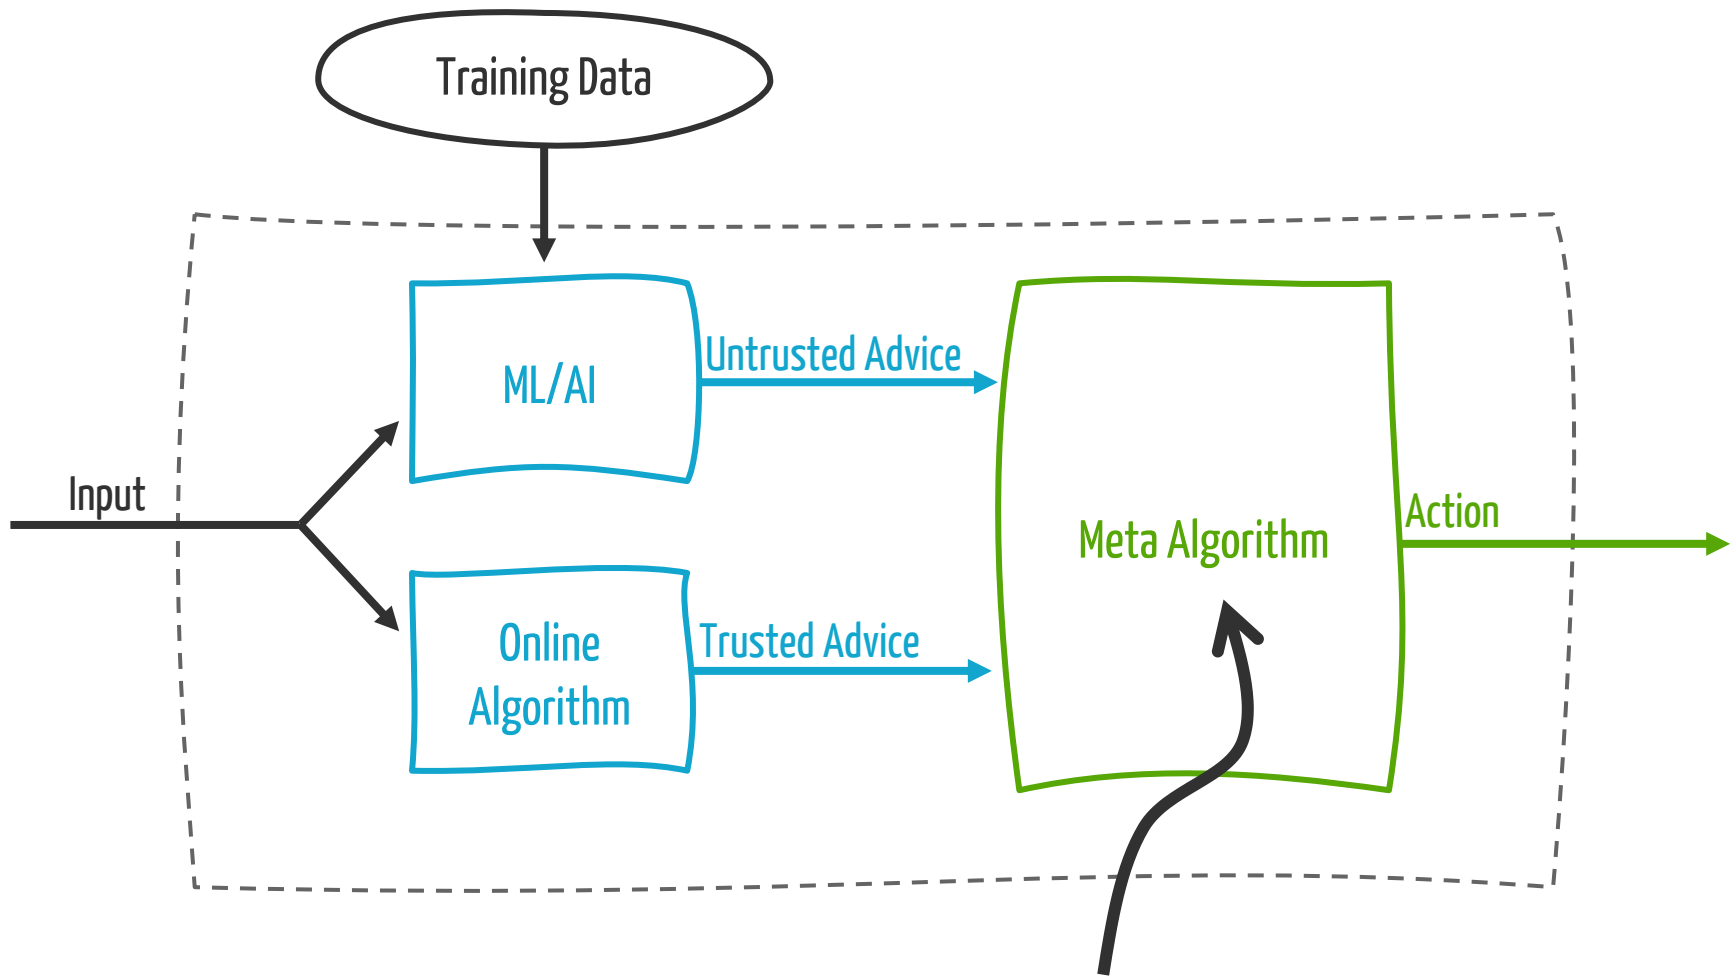 Training Data
Untrusted Advice
ML/AI
Input
Action
Meta Algorithm
Online
Algorithm
Trusted Advice